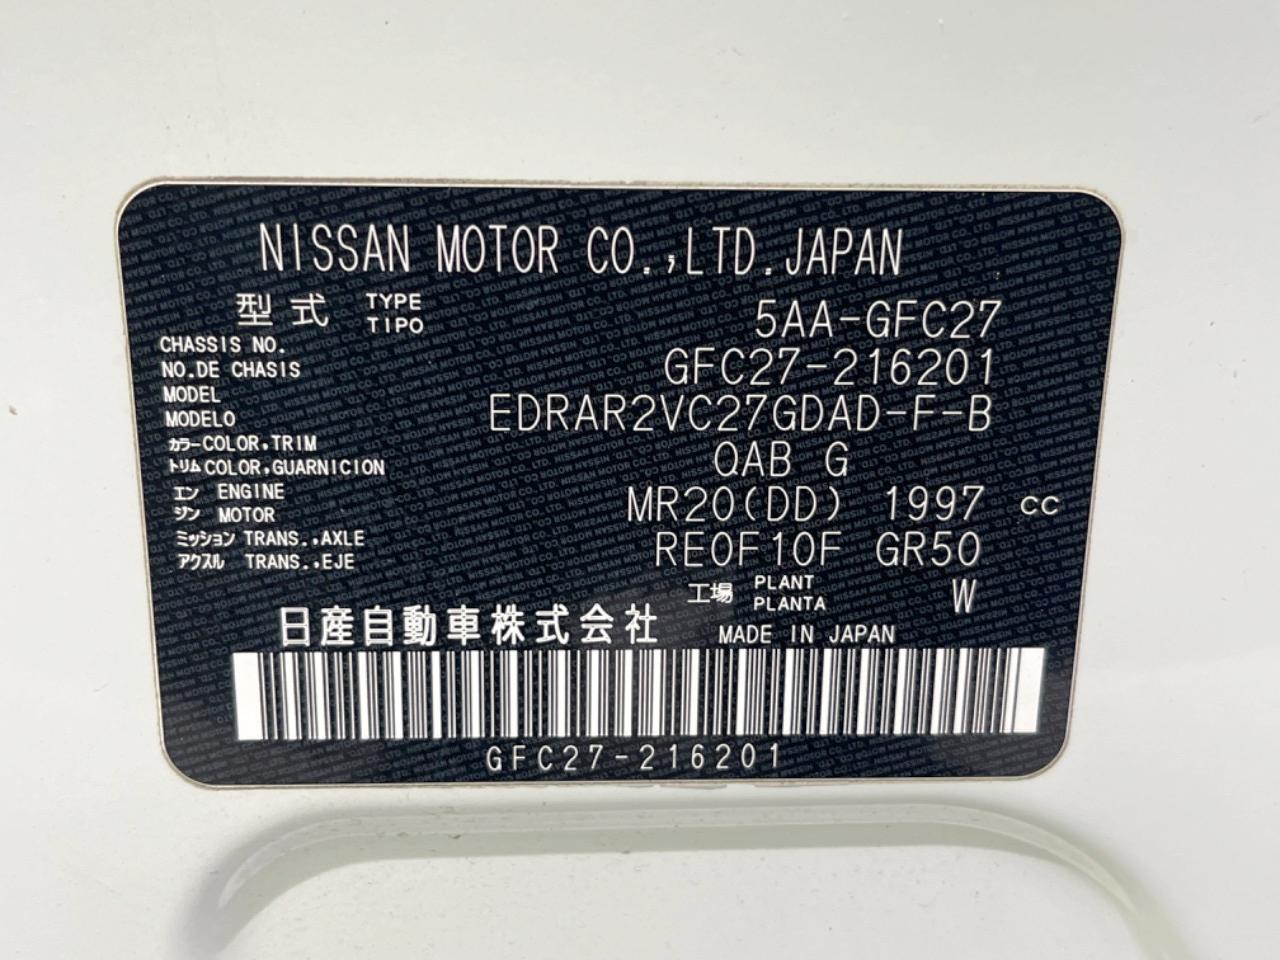 NISSAN MOTOR CO.,LTD.JAPAN
型式 TYPE TIPO 5AA-GFC27
CHASSIS NO.
NO.DE CHASIS GFC27-216201
MODEL
MODELO EDRAR2VC27GDAD-F-B
カラー COLOR,TRIM
トリム COLOR,GUARNICION QAB G
エン ENGINE
ジン MOTOR MR20(DD) 1997 cc
ミッション TRANS.,AXLE
アクスル TRANS.,EJE RE0F10F GR50
工場 PLANT PLANTA W
日産自動車株式会社 MADE IN JAPAN
GFC27-216201